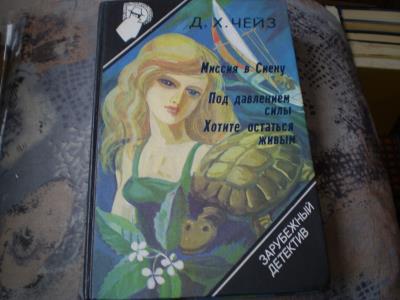 Д. Х. ЧЕЙЗ
Миссия в Сиену
Под давлением
силы
Хотите остаться
живым
ЗАРУБЕЖНЫЙ
ДЕТЕКТИВ